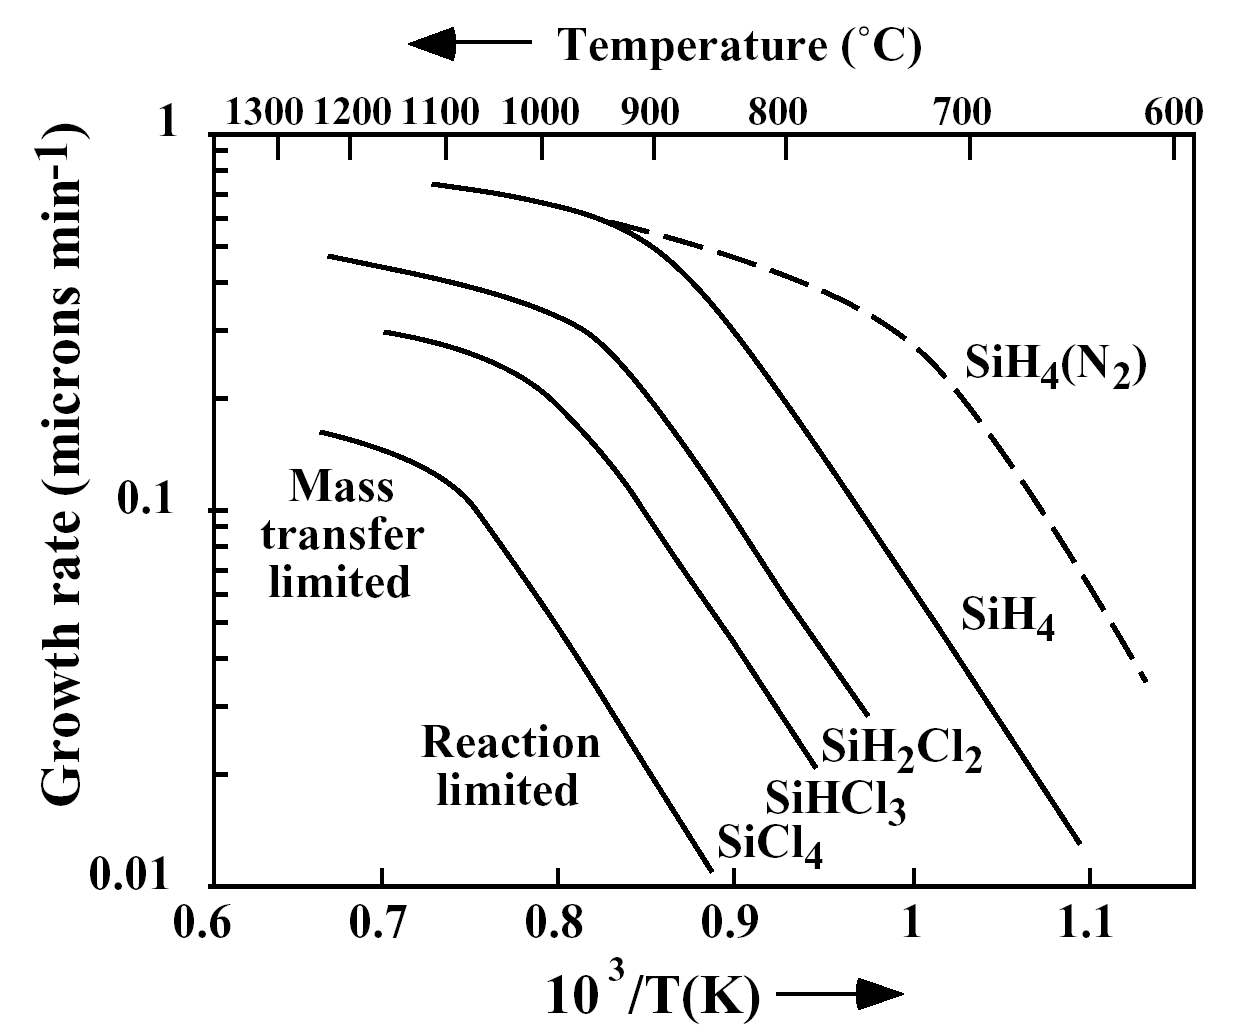 Temperature (˚C)
1300 1200 1100 1000 900 800 700 600
1
Growth rate (microns min⁻¹)
SiH₄(N₂)
Mass
transfer
limited
0.1
SiH₄
Reaction
limited
SiH₂Cl₂
SiHCl₃
SiCl₄
0.01
0.6 0.7 0.8 0.9 1 1.1
10³/T(K)